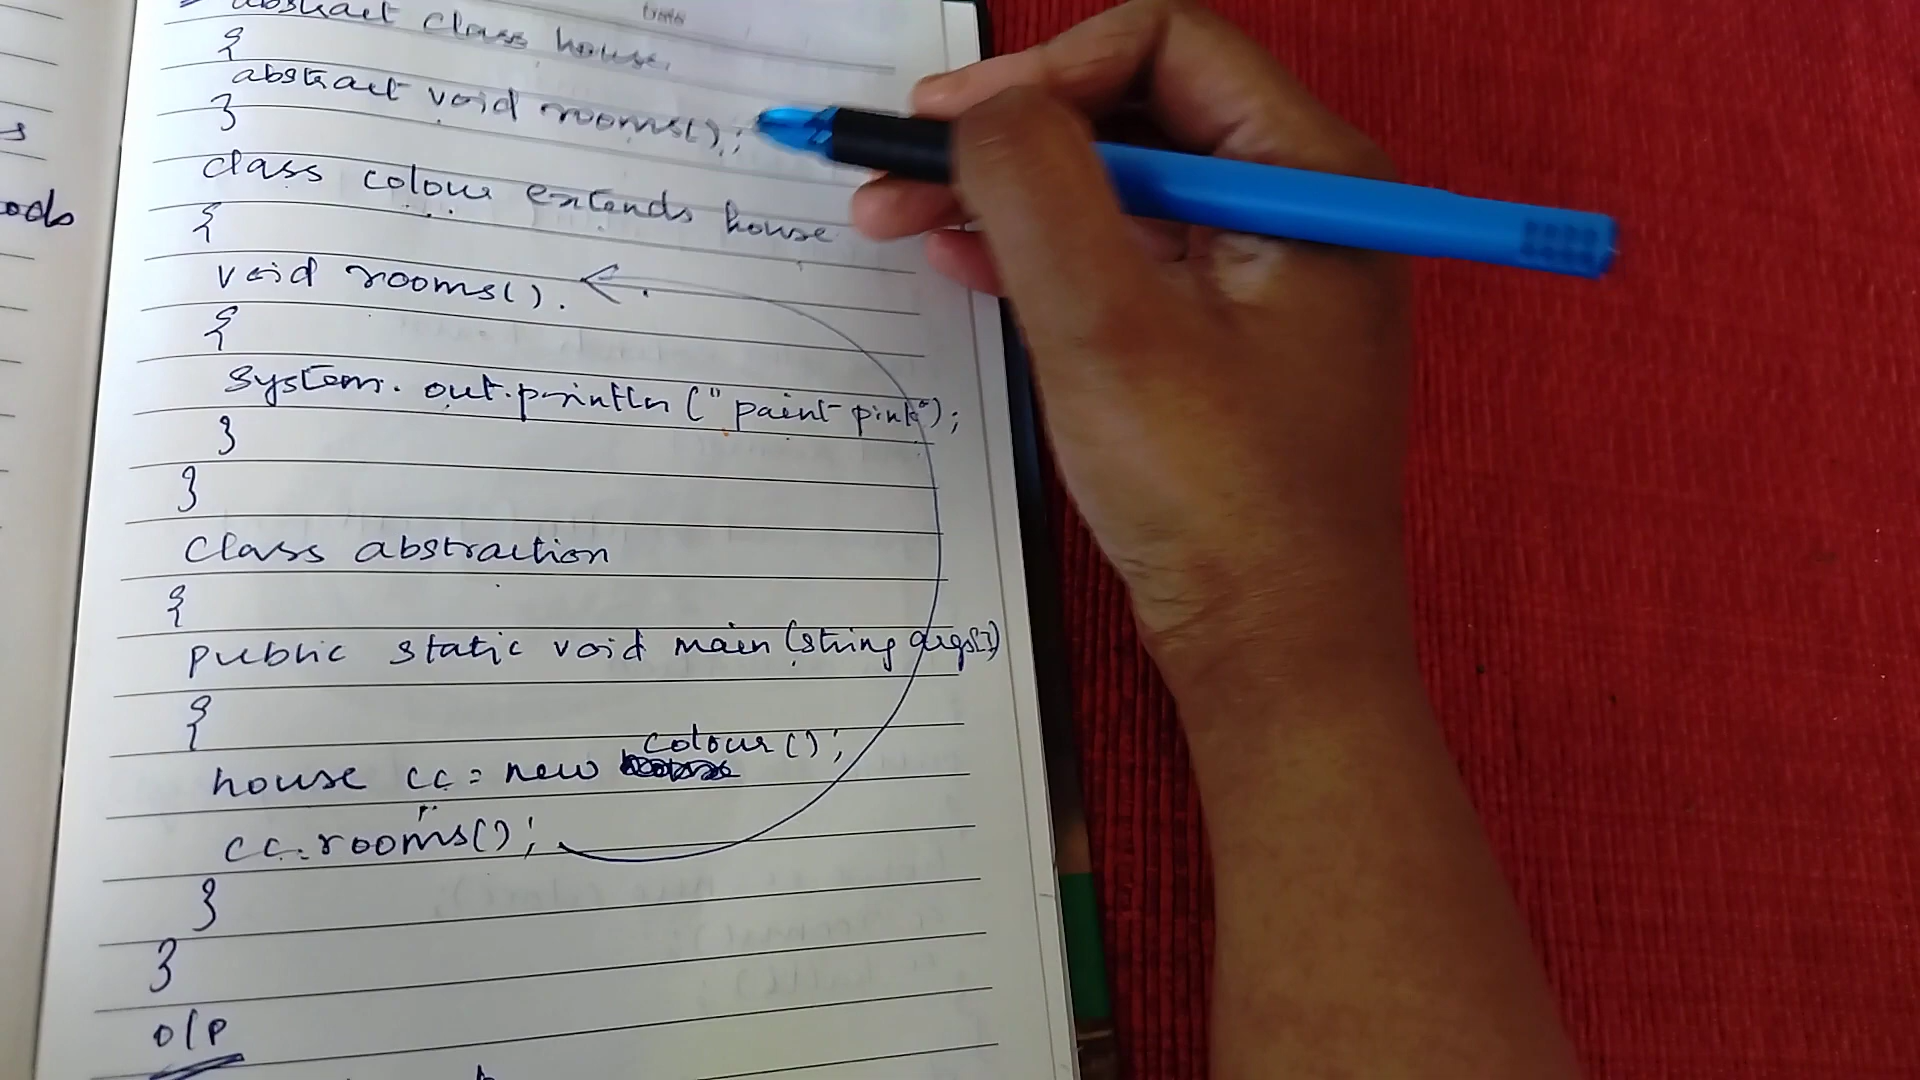 abstract class house
{
abstract void rooms();
}
class colour extends house
{
void rooms().
{
system.out.println("paint pink");
}
}
class abstraction
{
public static void main(string args[])
{
house cc = new colour();
cc.rooms();
}
}
o/p